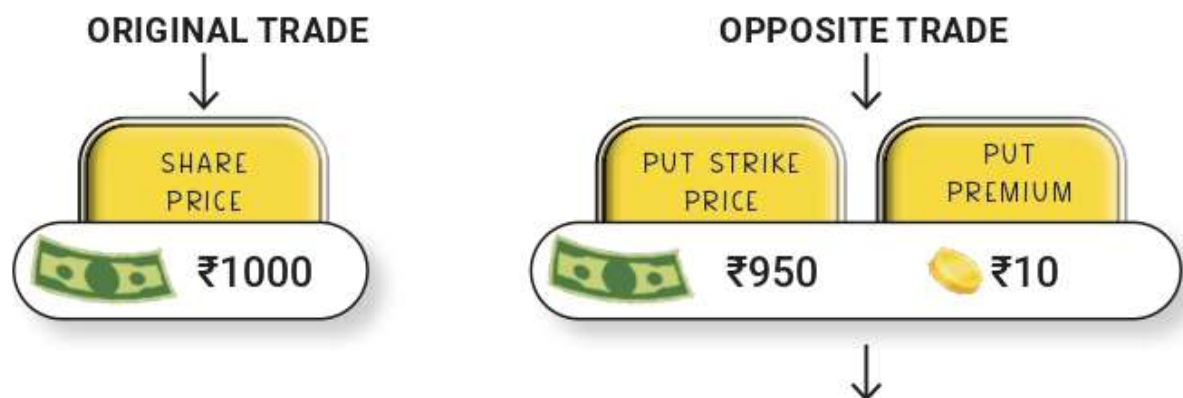 ORIGINAL TRADE
OPPOSITE TRADE
SHARE
PRICE
₹1000
PUT STRIKE
PRICE
PUT
PREMIUM
₹950
₹10